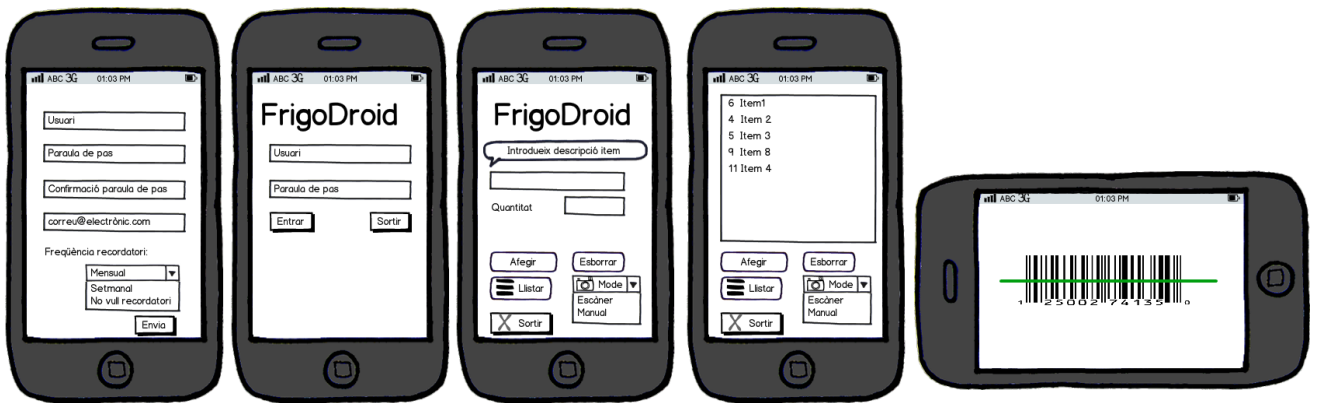 ABC 3G 01:03 PM
Usuari
Paraula de pas
Confirmació paraula de pas
correu@electrònic.com
Freqüència recordatori:
Mensual
Setmanal
No vull recordatori
Envia
ABC 3G 01:03 PM
FrigoDroid
Usuari
Paraula de pas
Entrar Sortir
ABC 3G 01:03 PM
FrigoDroid
Introdueix descripció item
Quantitat
Afegir Esborrar
Llistar Mode
Escàner
Manual
Sortir
ABC 3G 01:03 PM
6 Item1
4 Item 2
5 Item 3
9 Item 8
11 Item 4
Afegir Esborrar
Llistar Mode
Escàner
Manual
Sortir
ABC 3G 01:03 PM
1 25002 74135 0